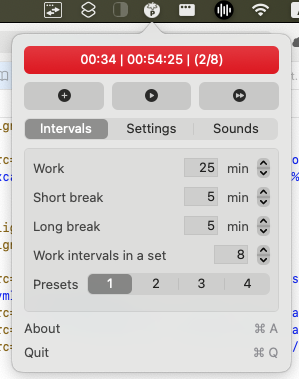 00:34 | 00:54:25 | (2/8)
Intervals Settings Sounds
Work 25 min
Short break 5 min
Long break 5 min
Work intervals in a set 8
Presets 1 2 3 4
About ⌘ A
Quit ⌘ Q